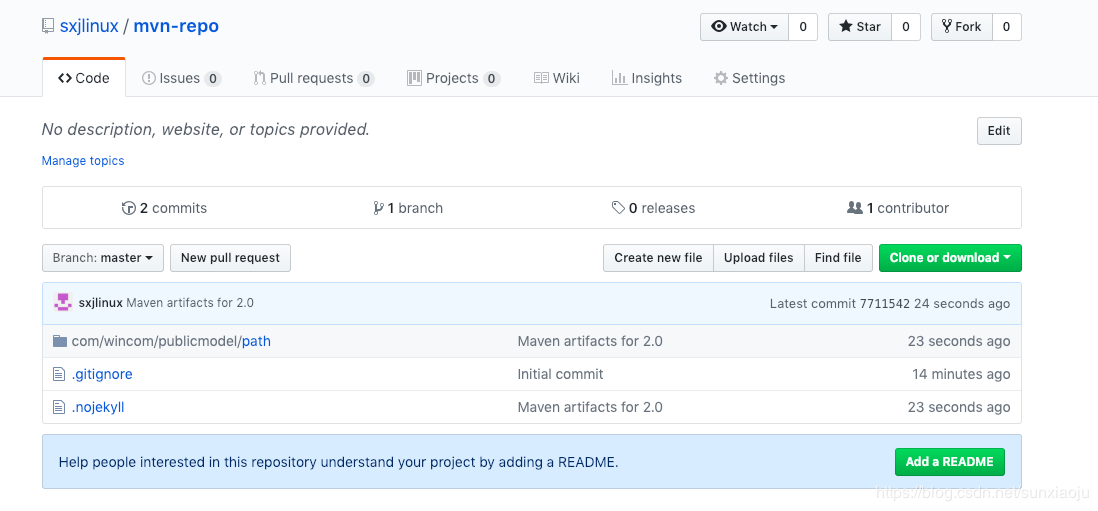 sxjlinux / mvn-repo
Watch 0 Star 0 Fork 0
Code Issues 0 Pull requests 0 Projects 0 Wiki Insights Settings
No description, website, or topics provided.
Edit
Manage topics
2 commits 1 branch 0 releases 1 contributor
Branch: master New pull request Create new file Upload files Find file Clone or download
sxjlinux Maven artifacts for 2.0 Latest commit 7711542 24 seconds ago
com/wincom/publicmodel/path Maven artifacts for 2.0 23 seconds ago
.gitignore Initial commit 14 minutes ago
.nojekyll Maven artifacts for 2.0 23 seconds ago
Help people interested in this repository understand your project by adding a README. Add a README
https://blog.csdn.net/sunxiaoju